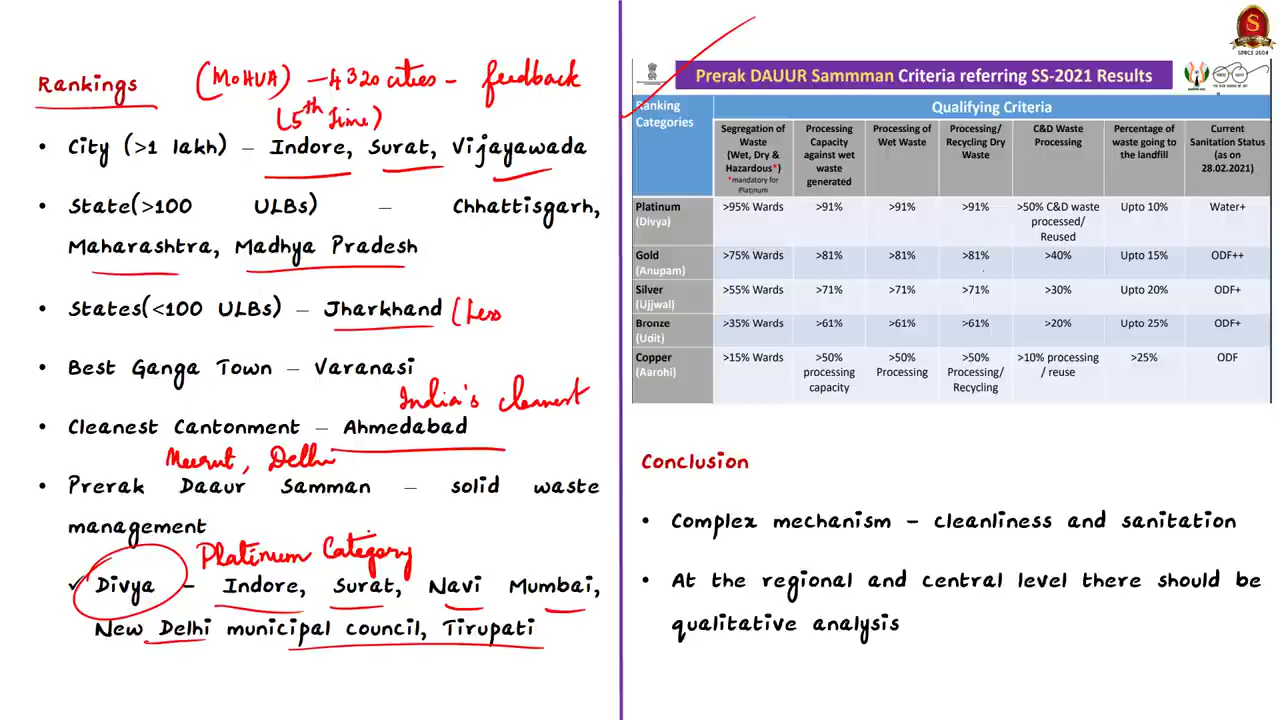 Rankings (MOHUA) – 4320 cities – feedback
(5th time)
• City (>1 lakh) – Indore, Surat, Vijayawada
• State(>100 ULBs) – Chhattisgarh,
Maharashtra, Madhya Pradesh
• States(<100 ULBs) – Jharkhand (Less
• Best Ganga Town – Varanasi
India's cleanest
• Cleanest Cantonment – Ahmedabad
Meerut, Delhi
• Prerak Daaur Samman – solid waste
management
Platinum Category
✓ Divya – Indore, Surat, Navi Mumbai,
New Delhi municipal council, Tirupati
SINCE 2004
Prerak DAUUR Sammman Criteria referring SS-2021 Results
Ranking
Categories
Qualifying Criteria
Segregation of
Waste
(Wet, Dry &
Hazardous*)
*mandatory for
Platinum
Processing
Capacity
against wet
waste
generated
Processing of
Wet Waste
Processing/
Recycling Dry
Waste
C&D Waste
Processing
Percentage of
waste going to
the landfill
Current
Sanitation Status
(as on
28.02.2021)
Platinum
(Divya)
>95% Wards
>91%
>91%
>91%
>50% C&D waste
processed/
Reused
Upto 10%
Water+
Gold
(Anupam)
>75% Wards
>81%
>81%
>81%
>40%
Upto 15%
ODF++
Silver
(Ujjwal)
>55% Wards
>71%
>71%
>71%
>30%
Upto 20%
ODF+
Bronze
(Udit)
>35% Wards
>61%
>61%
>61%
>20%
Upto 25%
ODF+
Copper
(Aarohi)
>15% Wards
>50%
processing
capacity
>50%
Processing
>50%
Processing/
Recycling
>10% processing
/ reuse
>25%
ODF
Conclusion
• Complex mechanism – cleanliness and sanitation
• At the regional and central level there should be
qualitative analysis